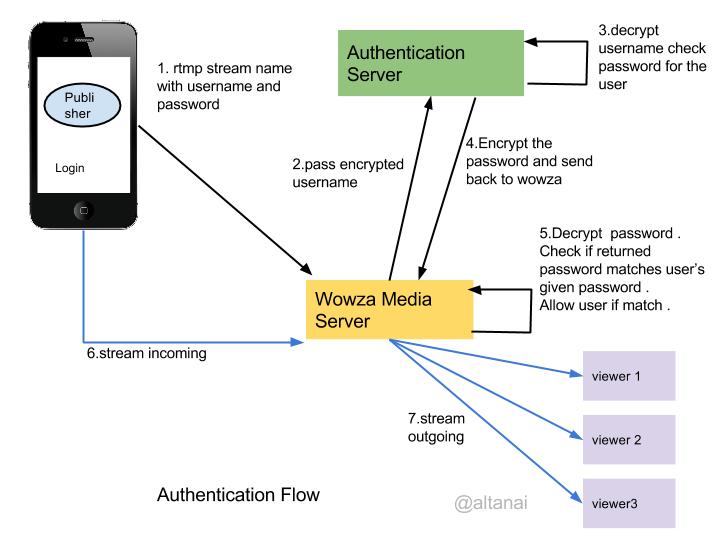 1. rtmp stream name
with username and
password
Publi
sher
Login
Authentication
Server
3.decrypt
username check
password for the
user
2.pass encrypted
username
4.Encrypt the
password and send
back to wowza
5.Decrypt password .
Check if returned
password matches user's
given password .
Allow user if match .
Wowza Media
Server
6.stream incoming
7.stream
outgoing
viewer 1
viewer 2
viewer3
Authentication Flow
@altanai